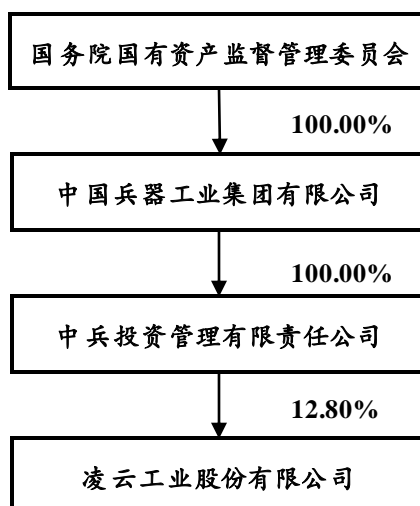 国务院国有资产监督管理委员会
100.00%
中国兵器工业集团有限公司
100.00%
中兵投资管理有限责任公司
12.80%
凌云工业股份有限公司